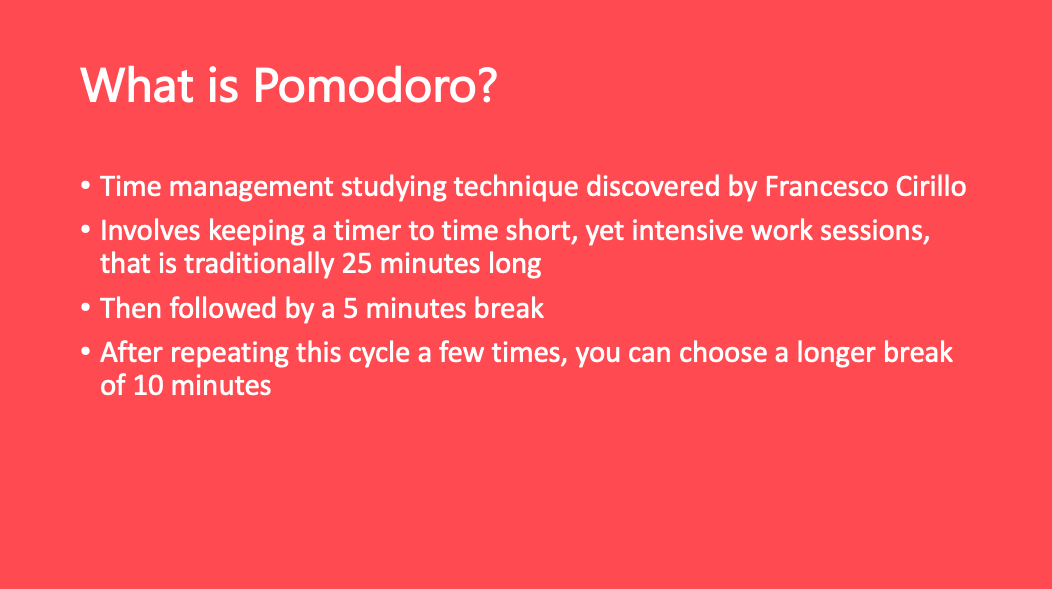 What is Pomodoro?
• Time management studying technique discovered by Francesco Cirillo
• Involves keeping a timer to time short, yet intensive work sessions,
that is traditionally 25 minutes long
• Then followed by a 5 minutes break
• After repeating this cycle a few times, you can choose a longer break
of 10 minutes